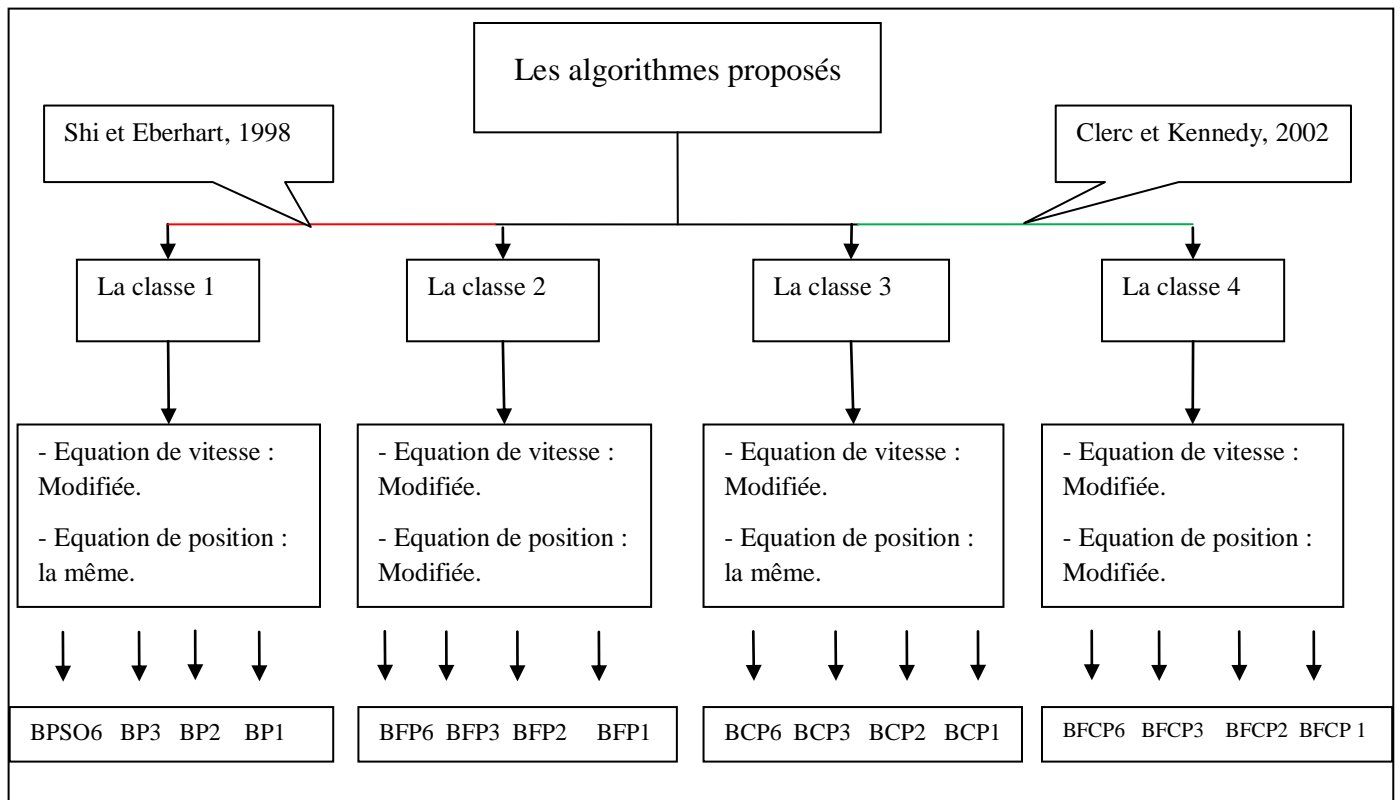 Les algorithmes proposés
Shi et Eberhart, 1998
Clerc et Kennedy, 2002
La classe 1
La classe 2
La classe 3
La classe 4
- Equation de vitesse :
Modifiée.
- Equation de position :
la même.
- Equation de vitesse :
Modifiée.
- Equation de position :
Modifiée.
- Equation de vitesse :
Modifiée.
- Equation de position :
la même.
- Equation de vitesse :
Modifiée.
- Equation de position :
Modifiée.
BPSO6 BP3 BP2 BP1
BFP6 BFP3 BFP2 BFP1
BCP6 BCP3 BCP2 BCP1
BFCP6 BFCP3 BFCP2 BFCP 1